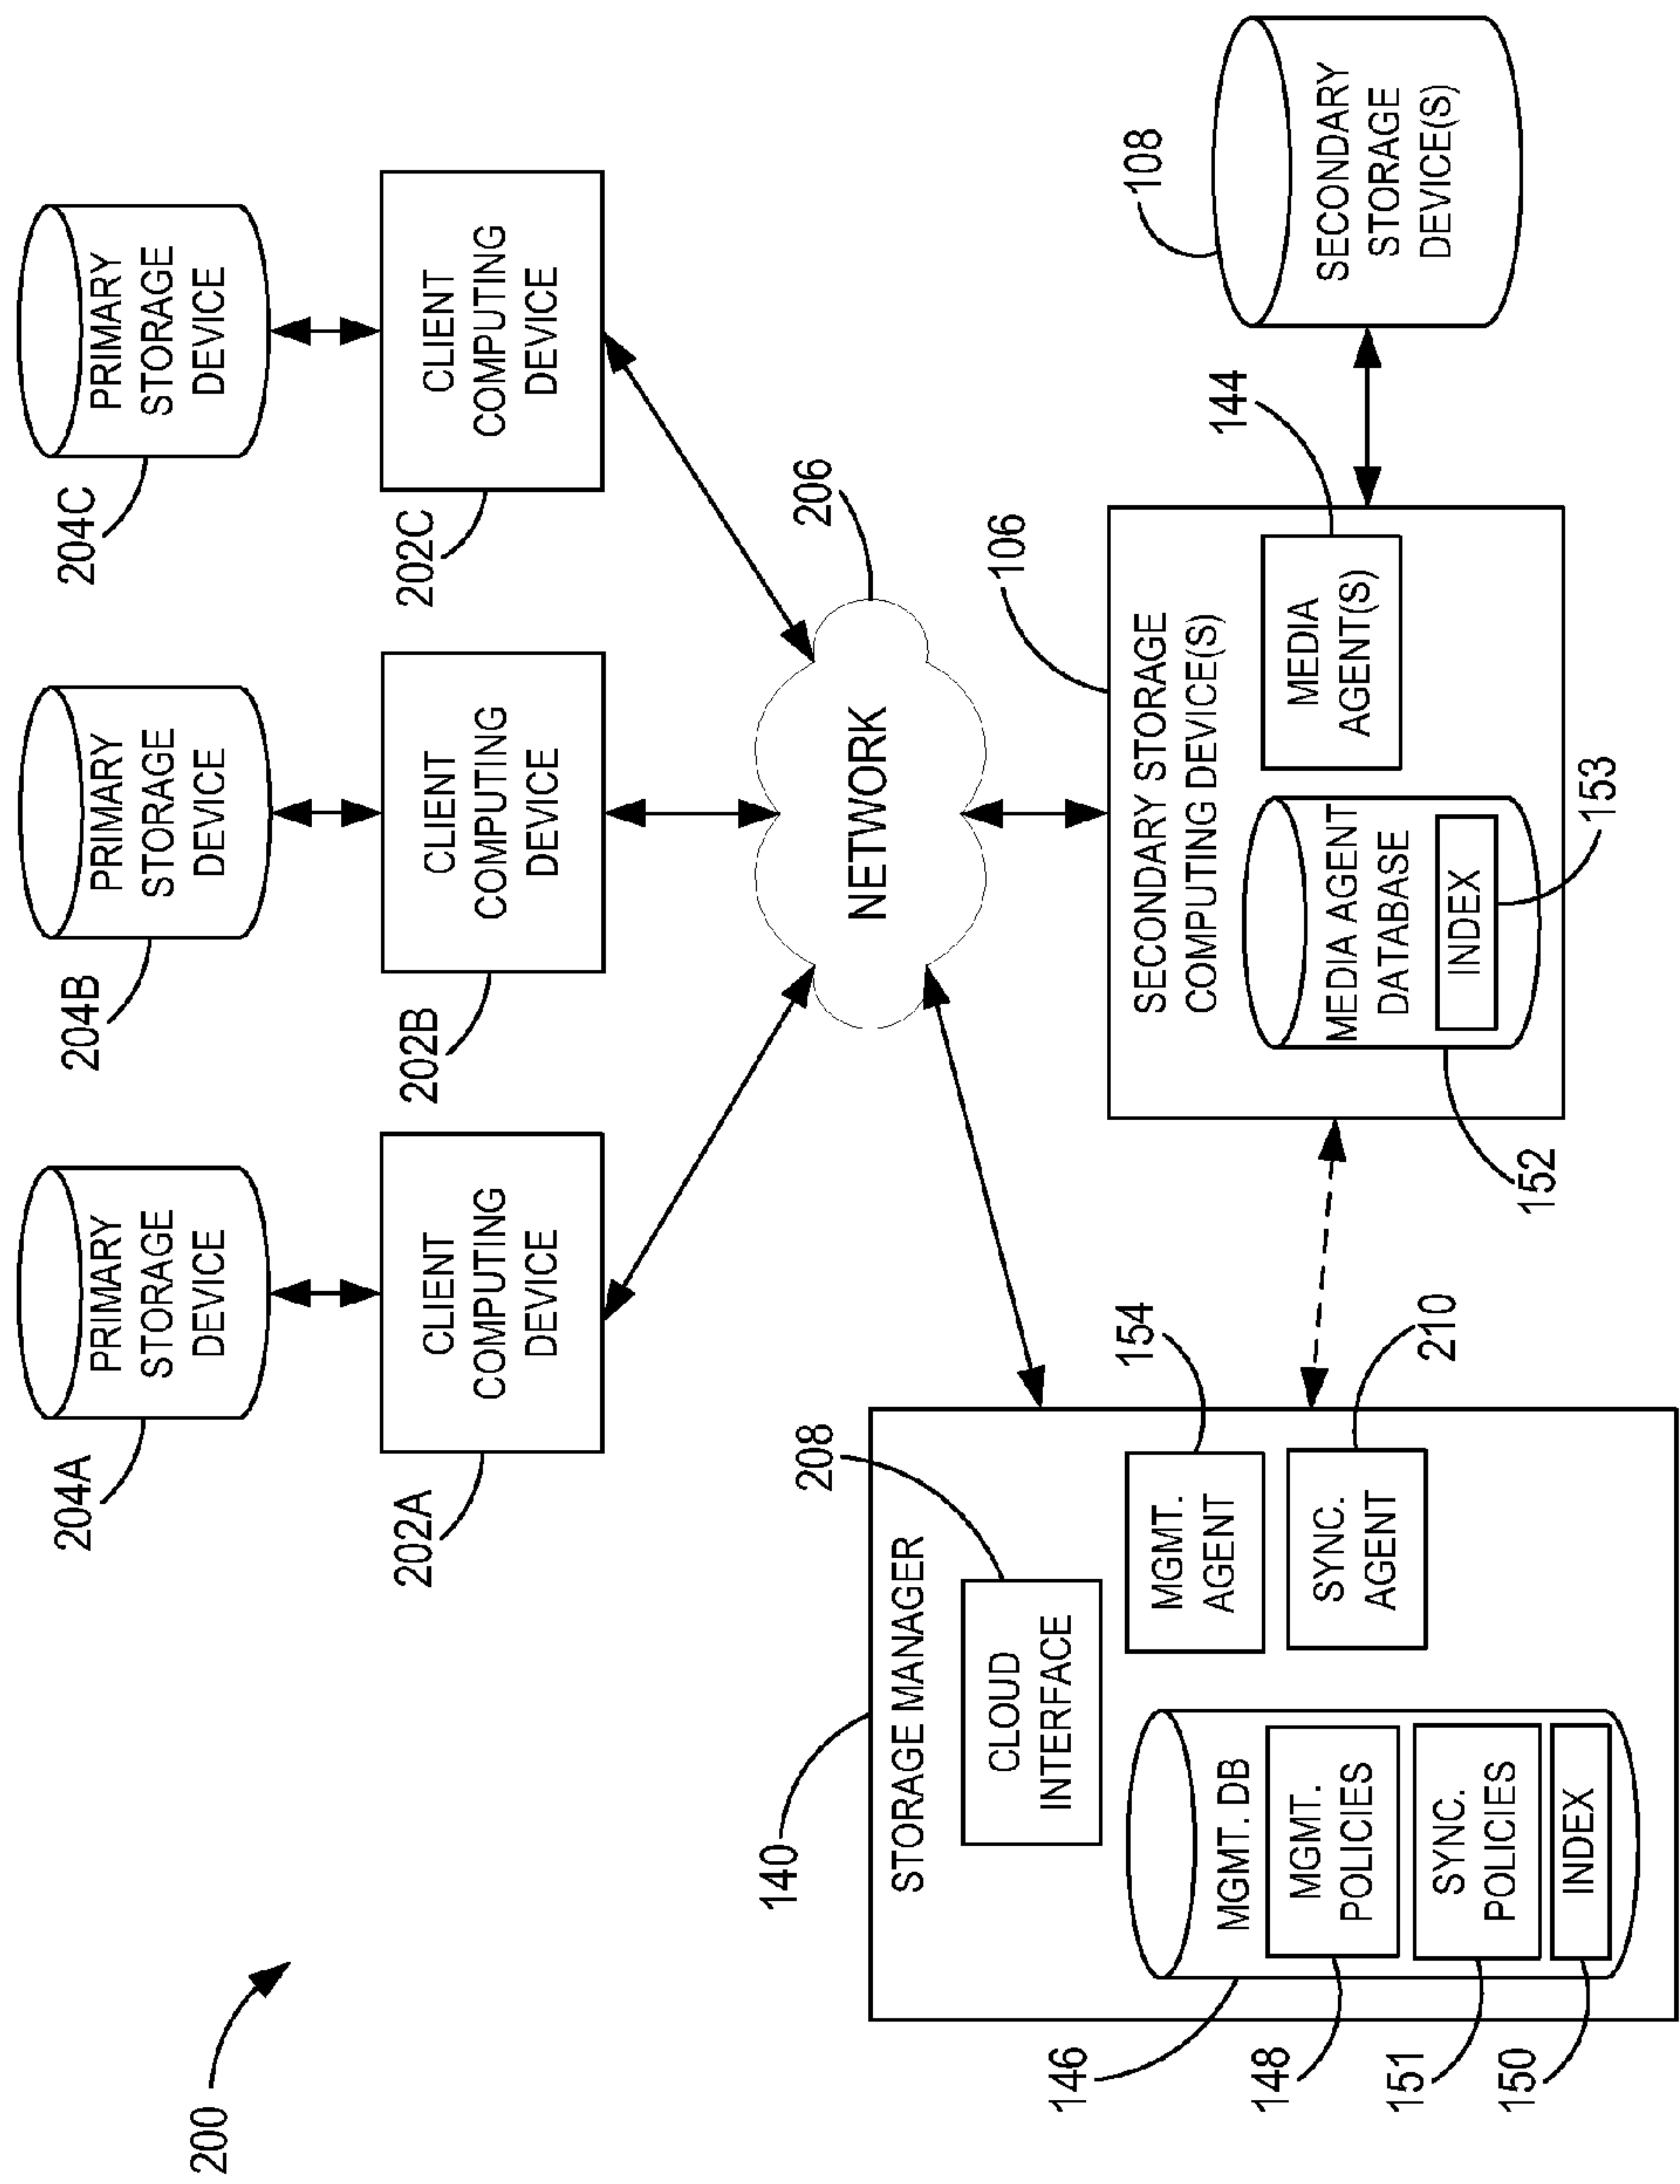 200
204A
PRIMARY
STORAGE
DEVICE
204B
PRIMARY
STORAGE
DEVICE
204C
PRIMARY
STORAGE
DEVICE
202A
CLIENT
COMPUTING
DEVICE
202B
CLIENT
COMPUTING
DEVICE
202C
CLIENT
COMPUTING
DEVICE
206
NETWORK
140
STORAGE MANAGER
208
CLOUD
INTERFACE
146
MGMT. DB
148
MGMT.
POLICIES
151
SYNC.
POLICIES
150
INDEX
154
MGMT.
AGENT
210
SYNC.
AGENT
106
SECONDARY STORAGE
COMPUTING DEVICE(S)
152
MEDIA AGENT
DATABASE
INDEX
153
144
MEDIA
AGENT(S)
108
SECONDARY
STORAGE
DEVICE(S)